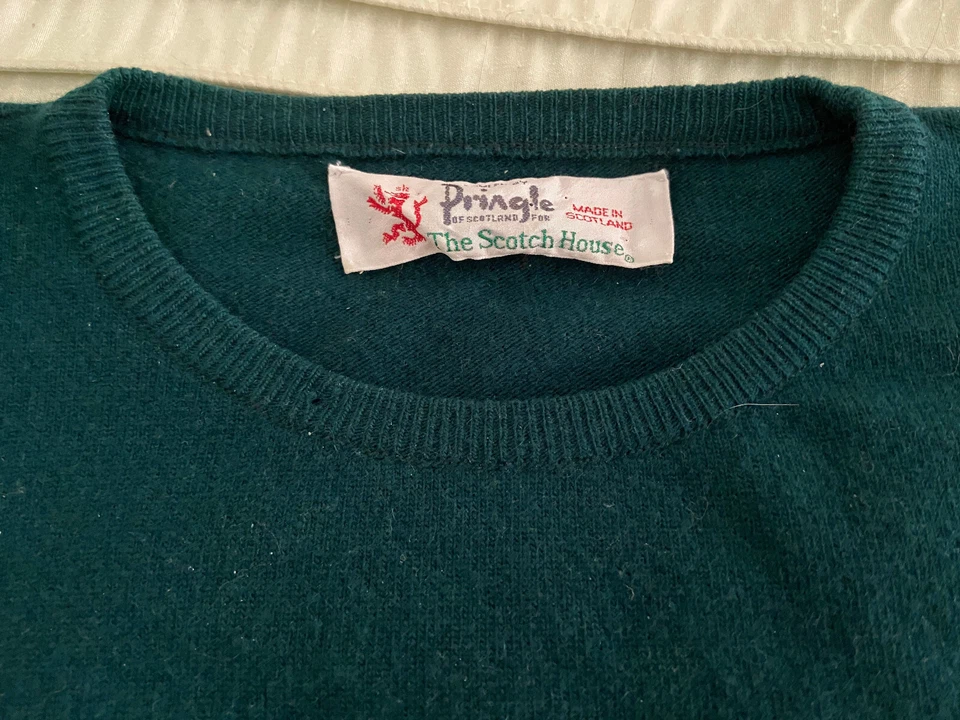 Pringle
OF SCOTLAND FOR
MADE IN
SCOTLAND
The Scotch House®